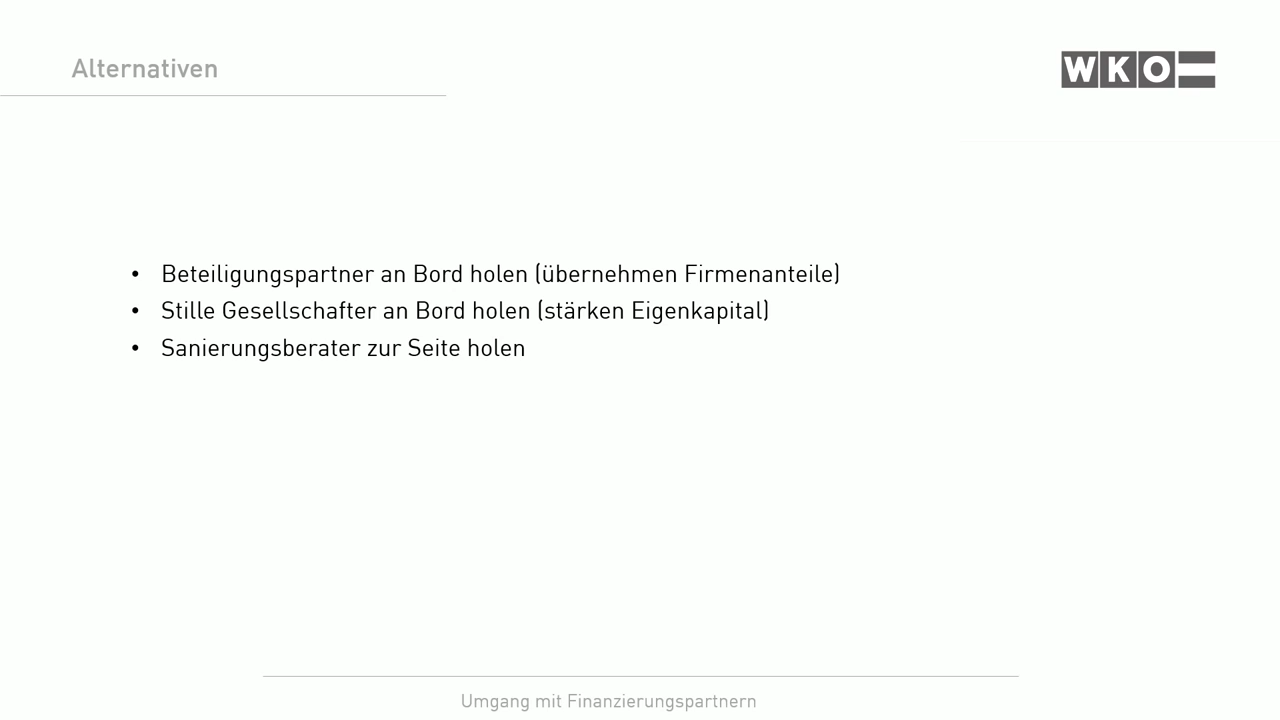 Alternativen
WKO
• Beteiligungspartner an Bord holen (übernehmen Firmenanteile)
• Stille Gesellschafter an Bord holen (stärken Eigenkapital)
• Sanierungsberater zur Seite holen
Umgang mit Finanzierungspartnern